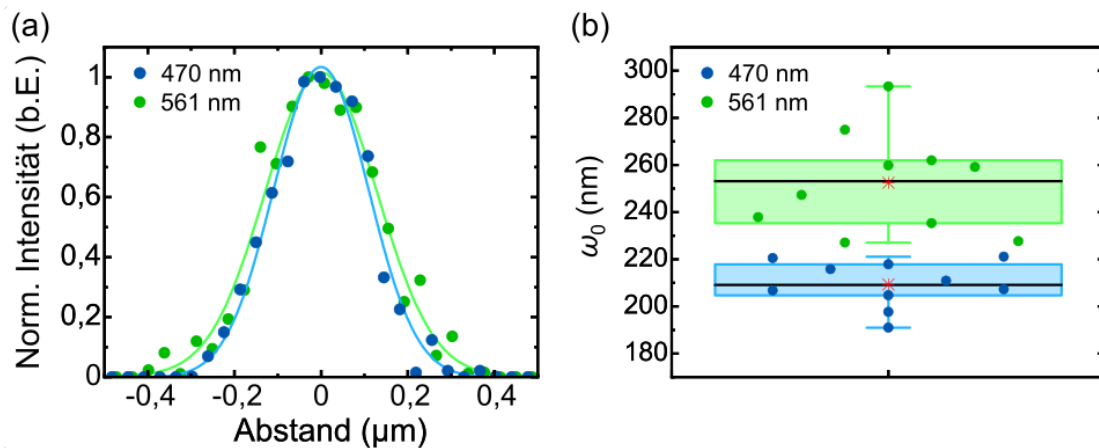 (a)
470 nm
561 nm
Norm. Intensität (b.E.)
1
0,8
0,6
0,4
0,2
0
-0,4
-0,2
0
0,2
0,4
Abstand (µm)
(b)
470 nm
561 nm
ω0 (nm)
300
280
260
240
220
200
180